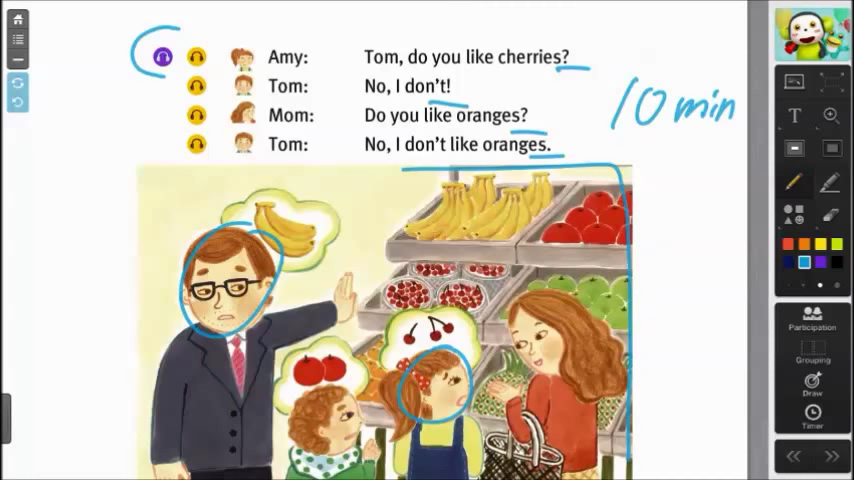 Amy: Tom, do you like cherries?
Tom: No, I don't!
Mom: Do you like oranges?
Tom: No, I don't like oranges.
10 min
T
Participation
Grouping
Draw
Timer